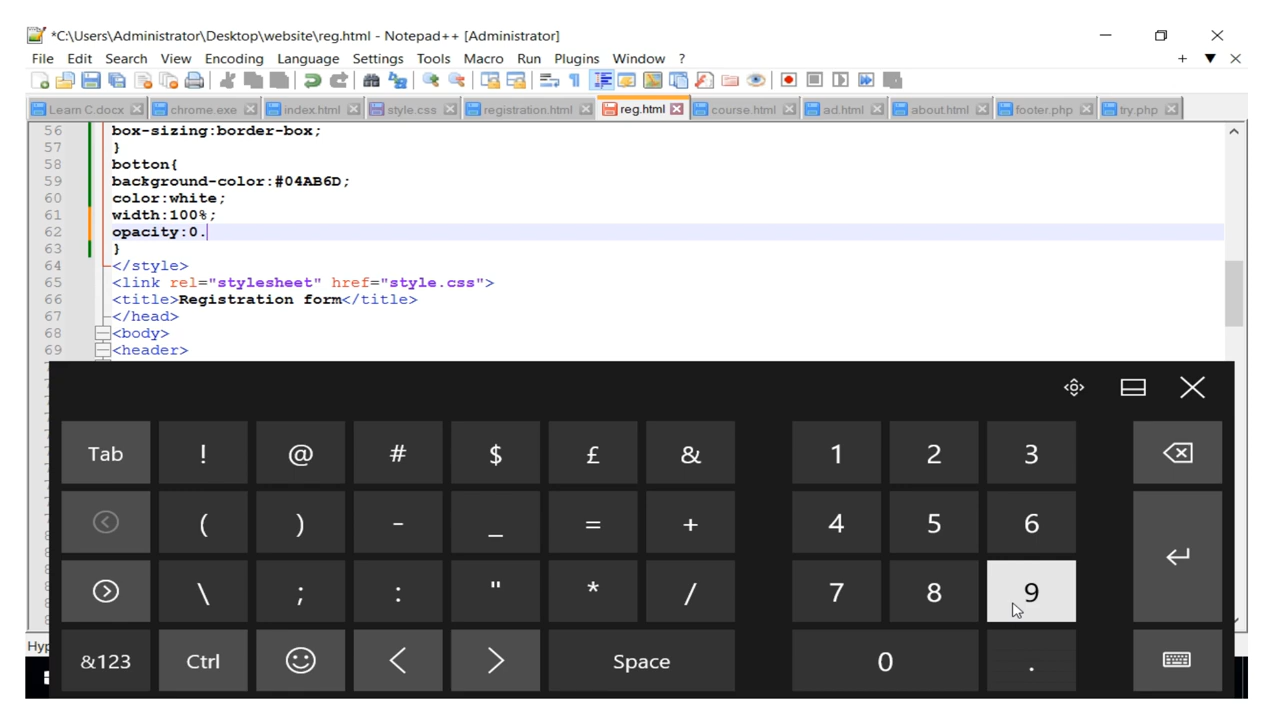 *C:\Users\Administrator\Desktop\website\reg.html - Notepad++ [Administrator]
File Edit Search View Encoding Language Settings Tools Macro Run Plugins Window ?
Learn C.docx chrome.exe index.html style.css registration.html reg.html course.html ad.html about.html footer.php try.php
56 box-sizing:border-box;
57 }
58 botton{
59 background-color:#04AB6D;
60 color:white;
61 width:100%;
62 opacity:0.
63 }
64 </style>
65 <link rel="stylesheet" href="style.css">
66 <title>Registration form</title>
67 </head>
68 <body>
69 <header>
Tab ! @ # $ £ & 1 2 3
( ) - _ = + 4 5 6
\ ; : " * / 7 8 9
Hyp
&123 Ctrl < > Space 0 .